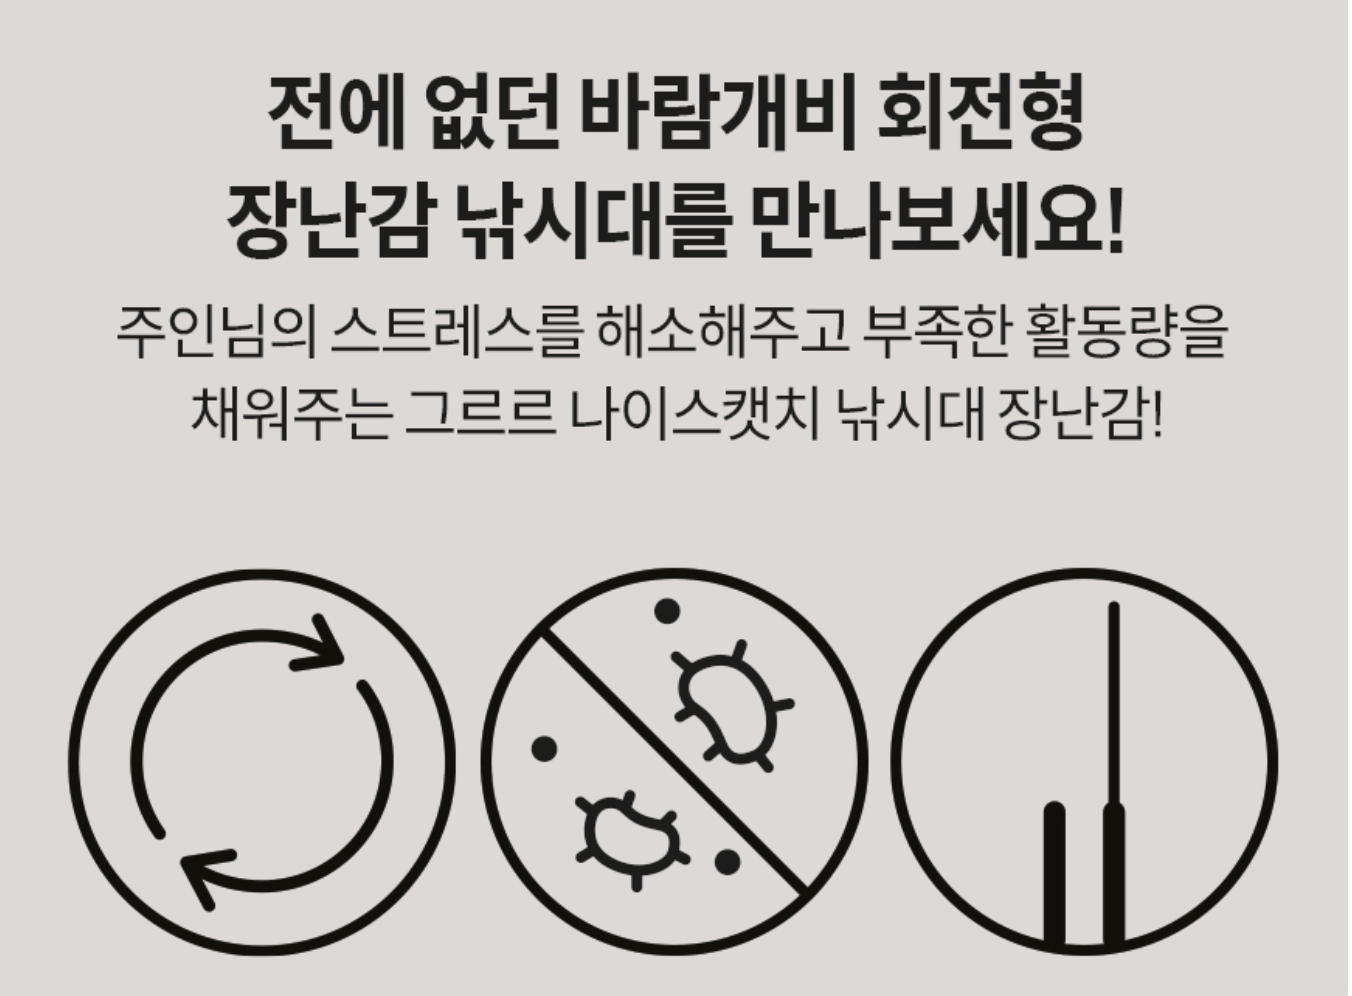 전에 없던 바람개비 회전형
장난감 낚시대를 만나보세요!
주인님의 스트레스를 해소해주고 부족한 활동량을
채워주는 그르르 나이스캣치 낚시대 장난감!